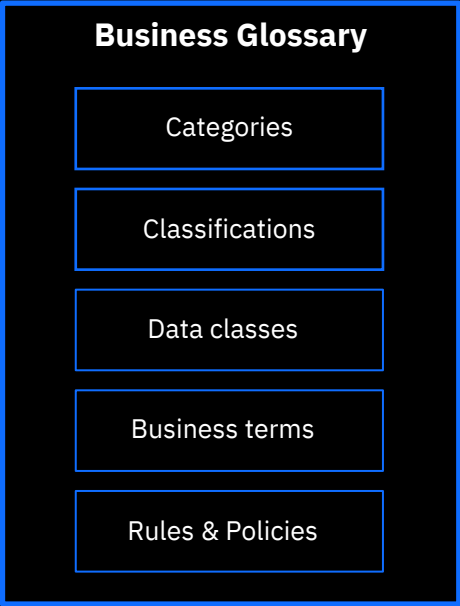 Business Glossary
Categories
Classifications
Data classes
Business terms
Rules & Policies